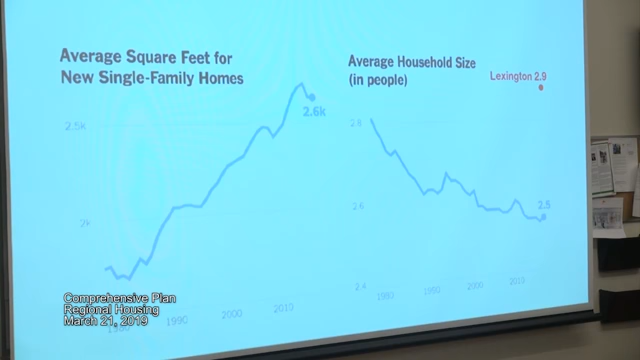 Average Square Feet for
New Single-Family Homes
2.6k
2.5k
2k
1980
1990
2000
2010
Average Household Size
(in people)
Lexington 2.9
2.8
2.6
2.5
2.4
1980
1990
2000
2010
Comprehensive Plan
Regional Housing
March 21, 2019